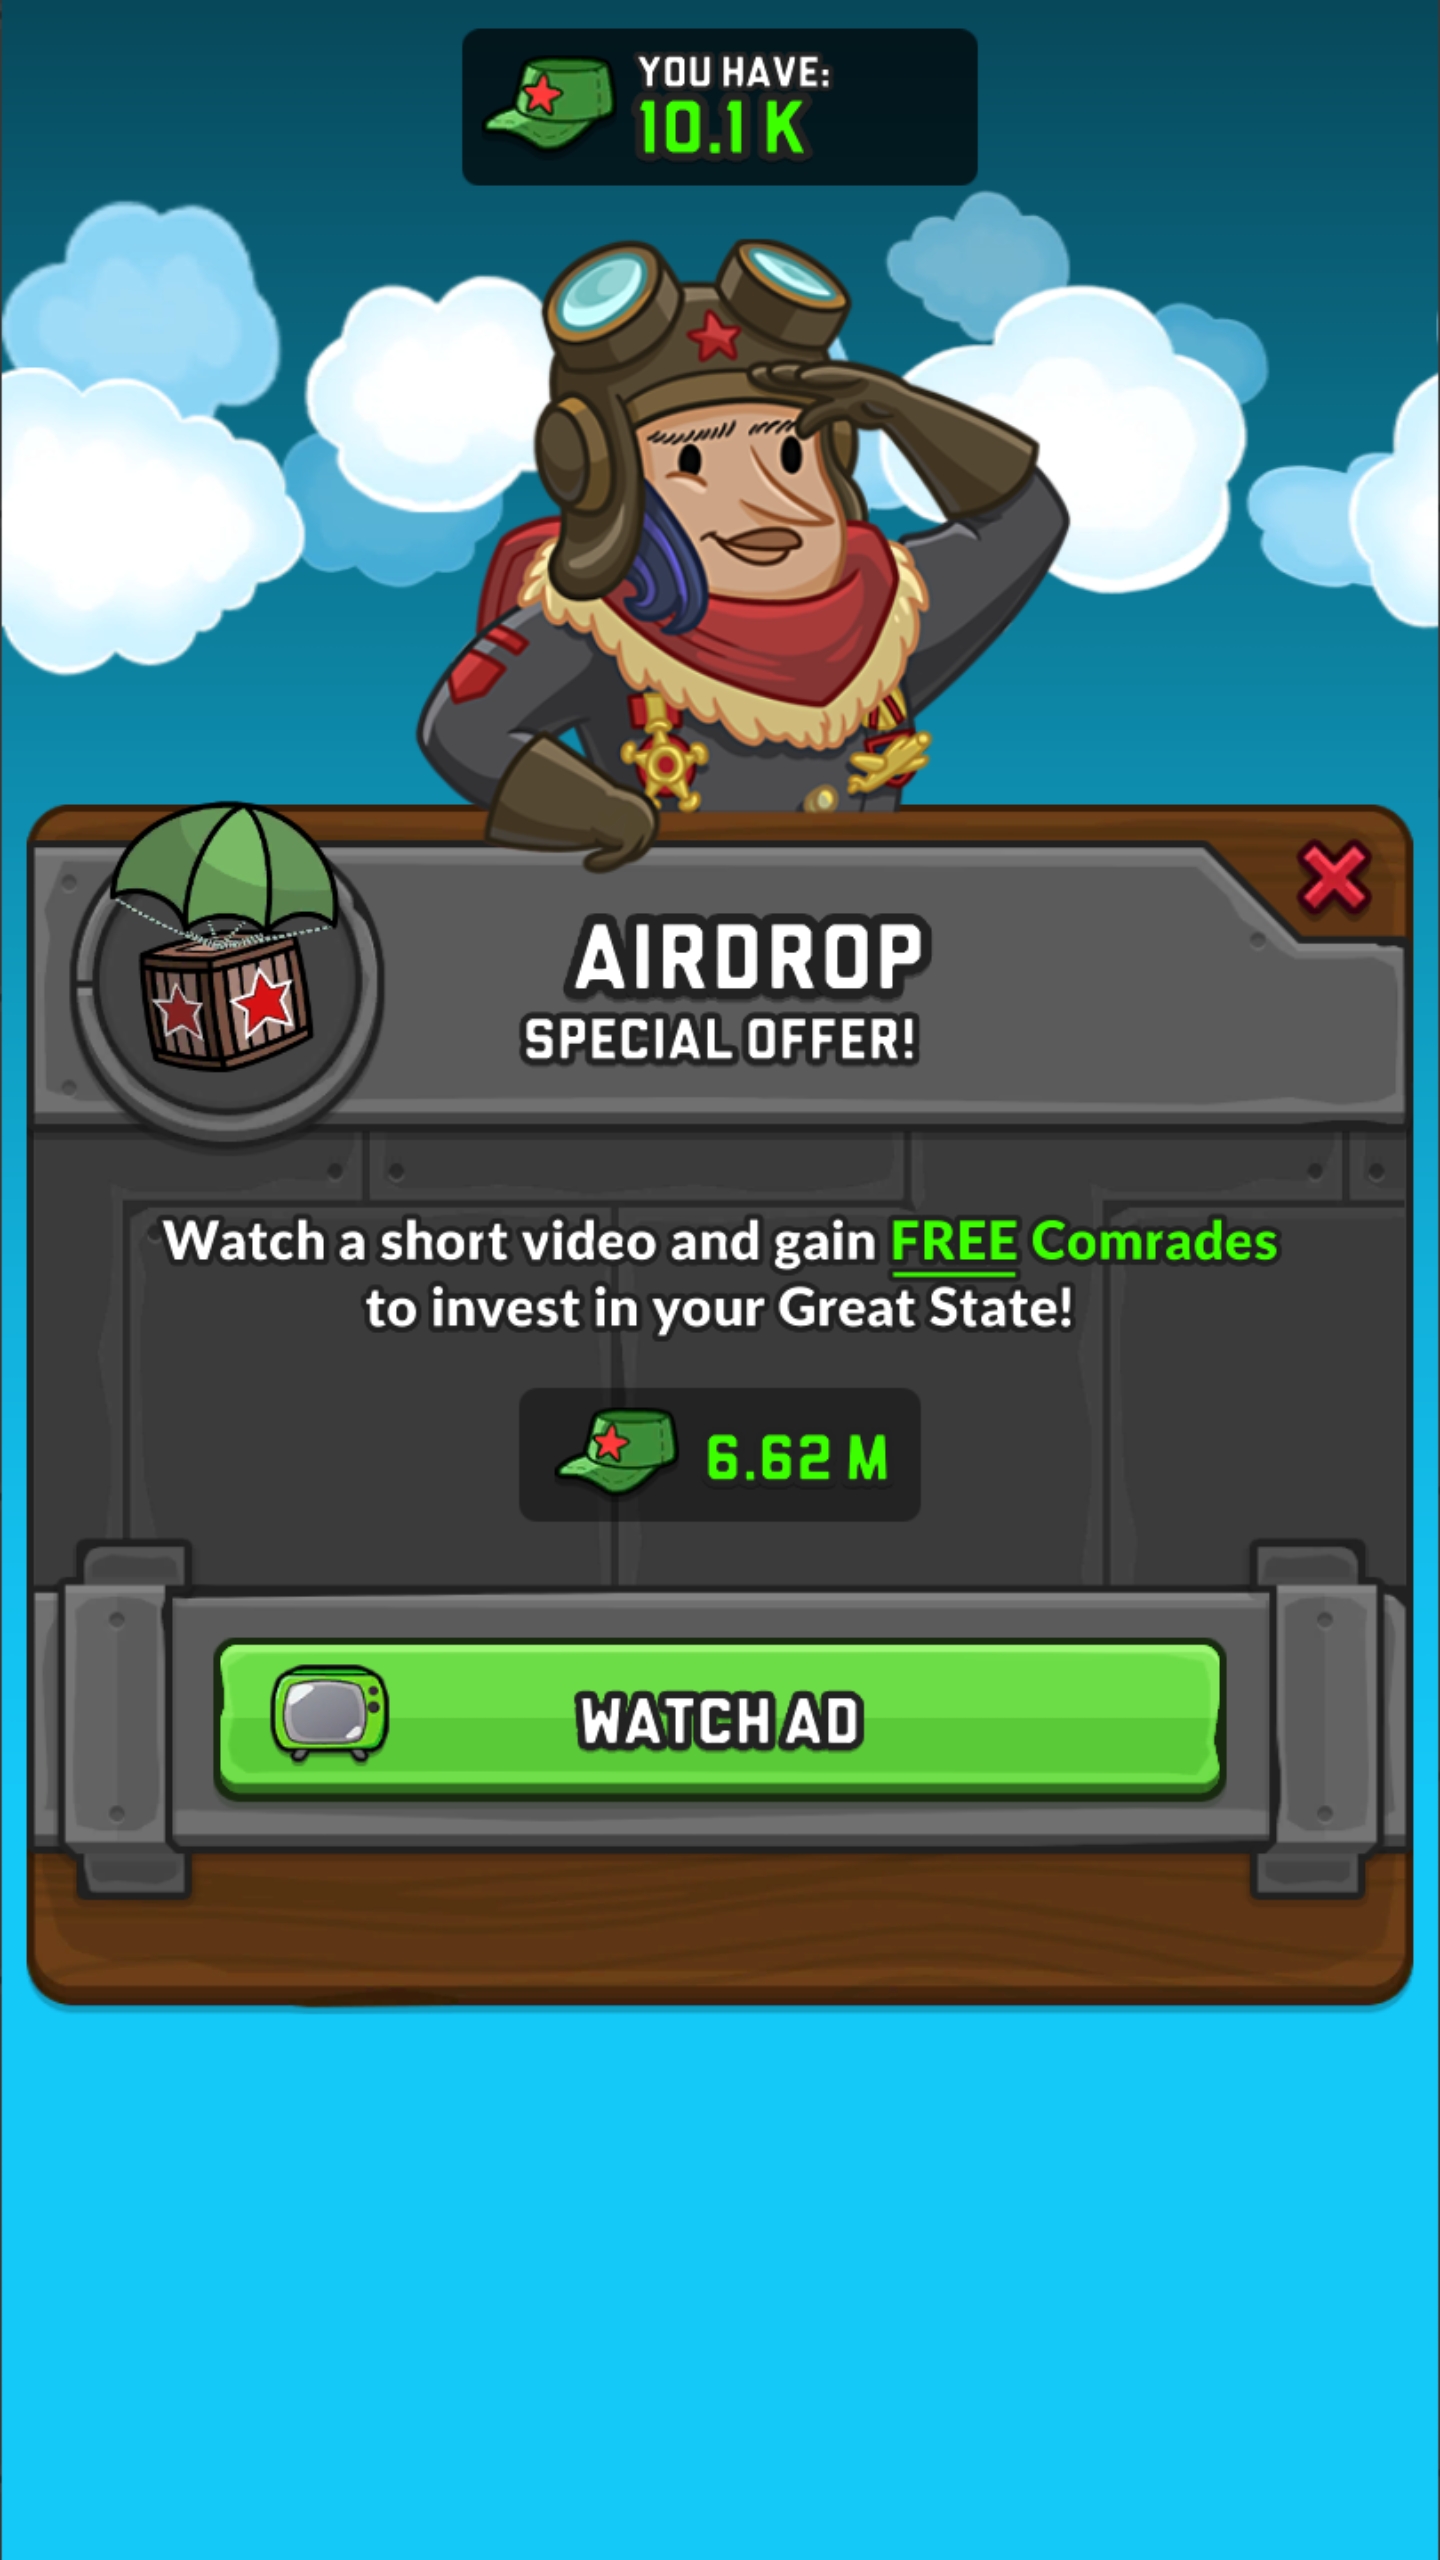 YOU HAVE:
10.1 K
AIRDROP
SPECIAL OFFER!
Watch a short video and gain FREE Comrades
to invest in your Great State!
6.62 M
WATCH AD